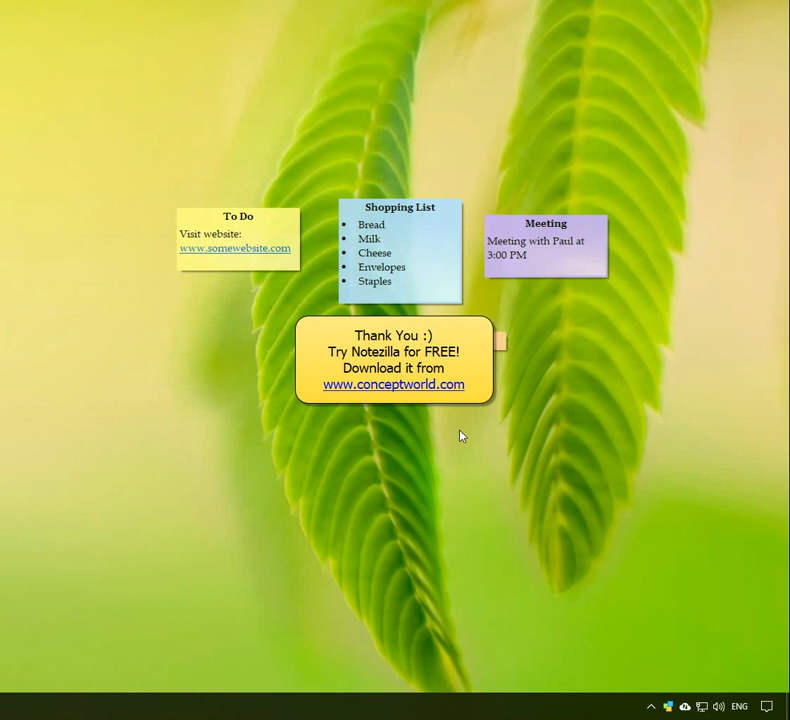 To Do
Visit website:
www.somewebsite.com
Shopping List
• Bread
• Milk
• Cheese
• Envelopes
• Staples
Meeting
Meeting with Paul at
3:00 PM
Thank You :)
Try Notezilla for FREE!
Download it from
www.conceptworld.com
ENG